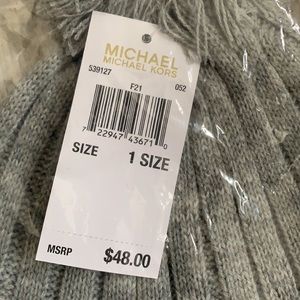 MICHAEL
MICHAEL KORS
539127 F21 052
7 22947 43671 0
SIZE 1 SIZE
MSRP $48.00